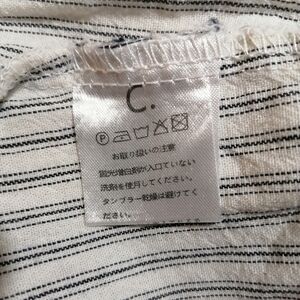 C.
P
お取り扱いの注意
蛍光増白剤が入っていない
洗剤を使用してください。
タンブラー乾燥は避けてく
ださい。